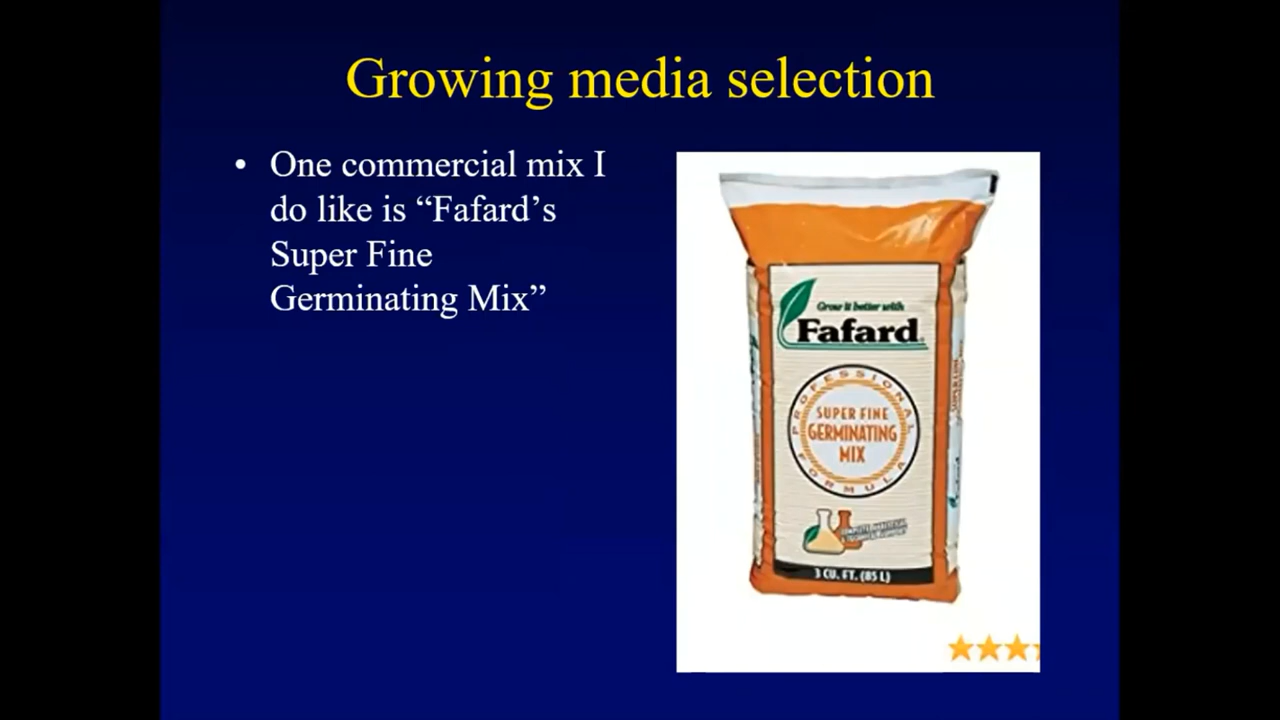 Growing media selection
• One commercial mix I
do like is “Fafard’s
Super Fine
Germinating Mix”
Grow it better with
Fafard
PROFESSIONAL
SUPER FINE
GERMINATING
MIX
FORMULA
3 CU. FT. (85 L)